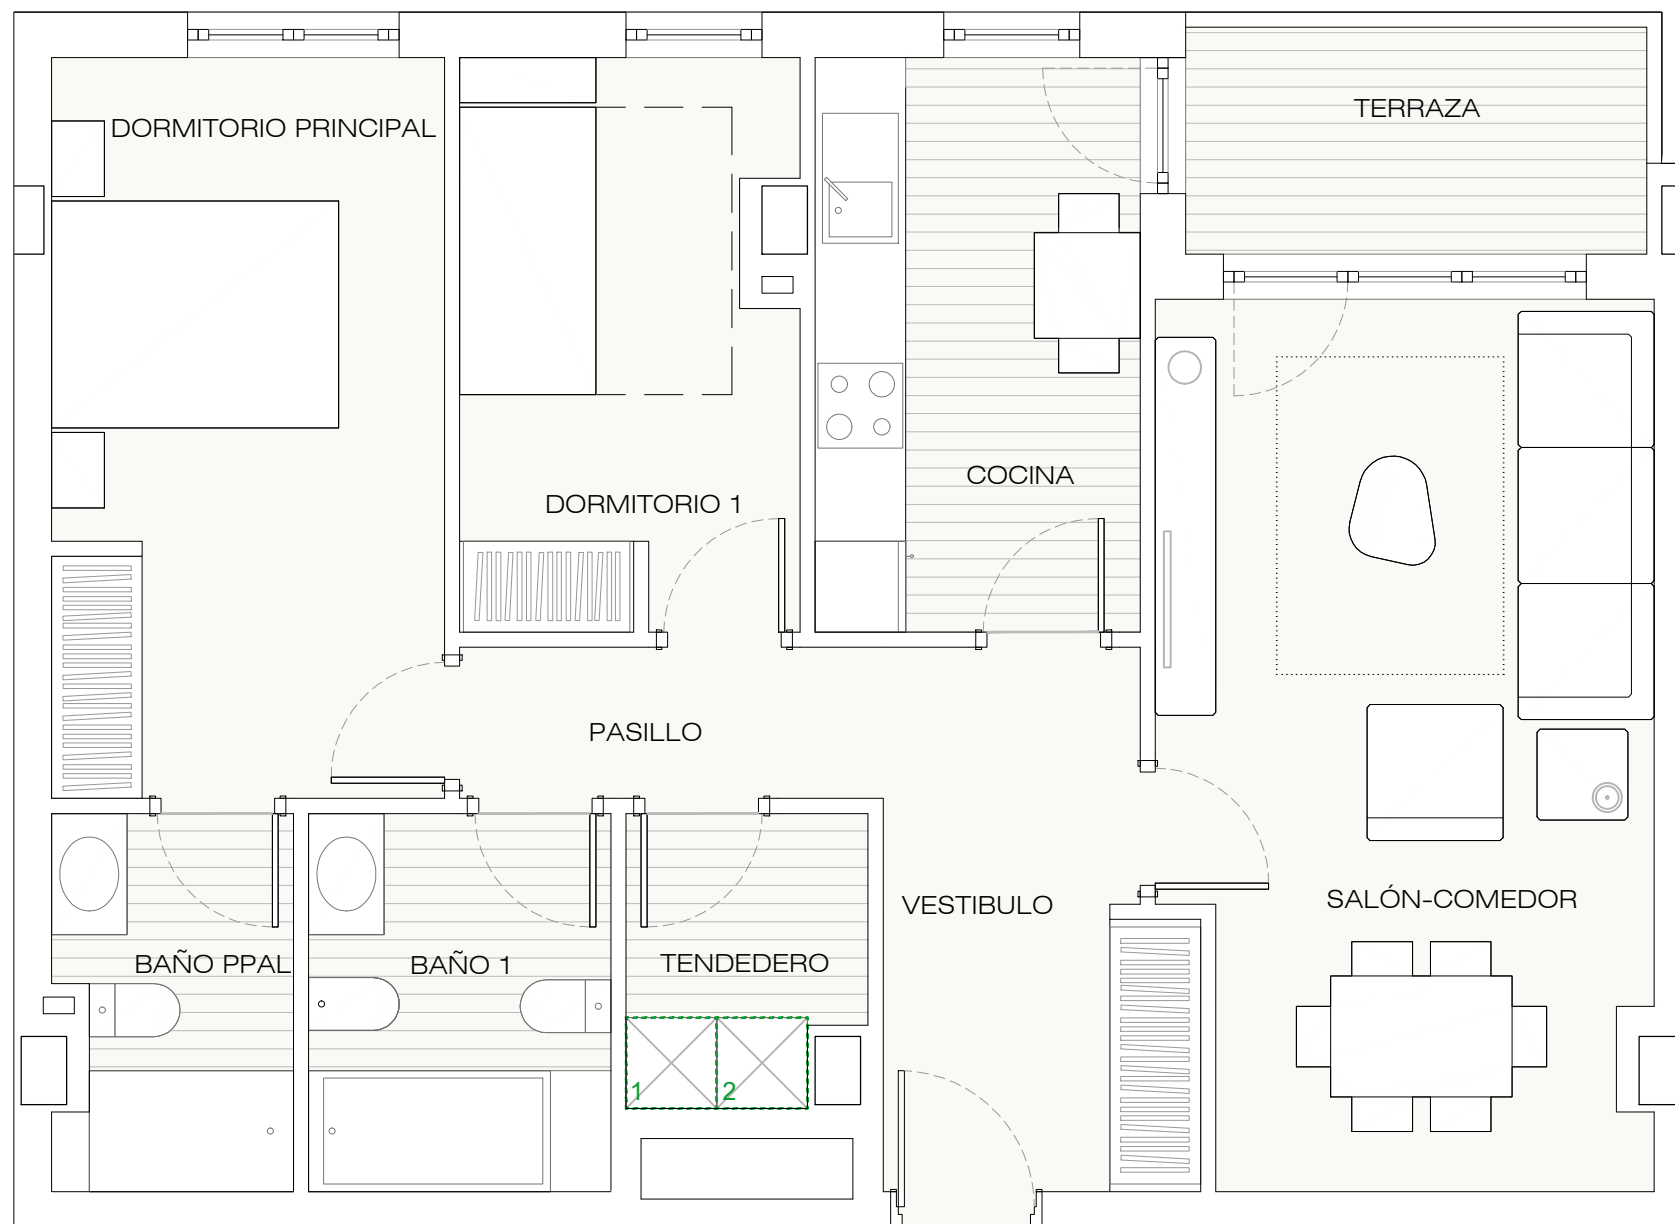 TERRAZA
DORMITORIO PRINCIPAL
COCINA
DORMITORIO 1
PASILLO
SALÓN-COMEDOR
VESTIBULO
BAÑO PPAL
BAÑO 1
TENDEDERO
1
2